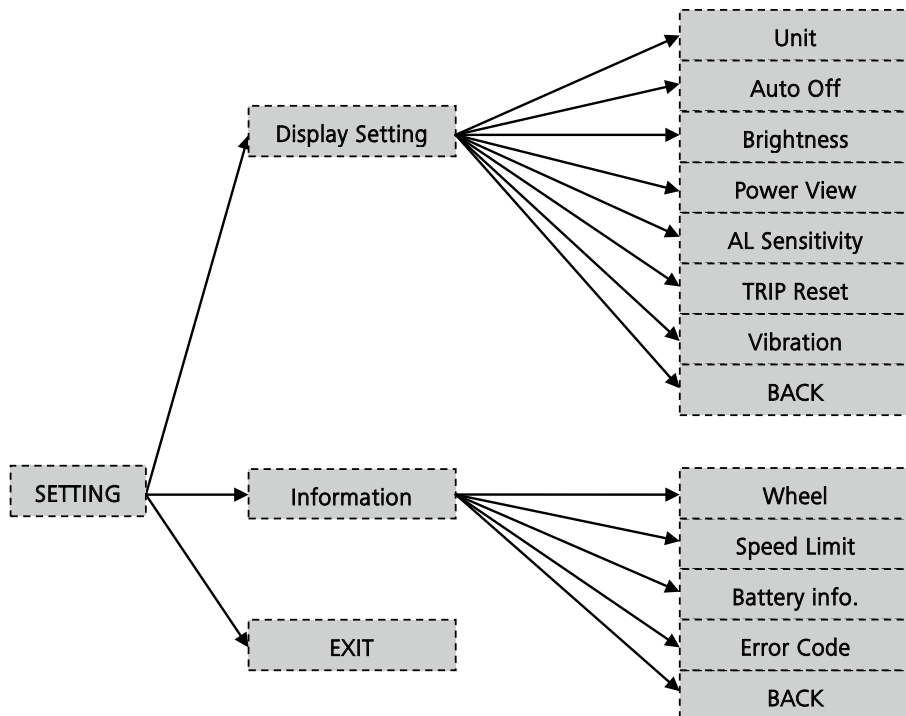 Unit
Auto Off
Display Setting
Brightness
Power View
AL Sensitivity
TRIP Reset
Vibration
BACK
SETTING
Information
Wheel
Speed Limit
Battery info.
EXIT
Error Code
BACK